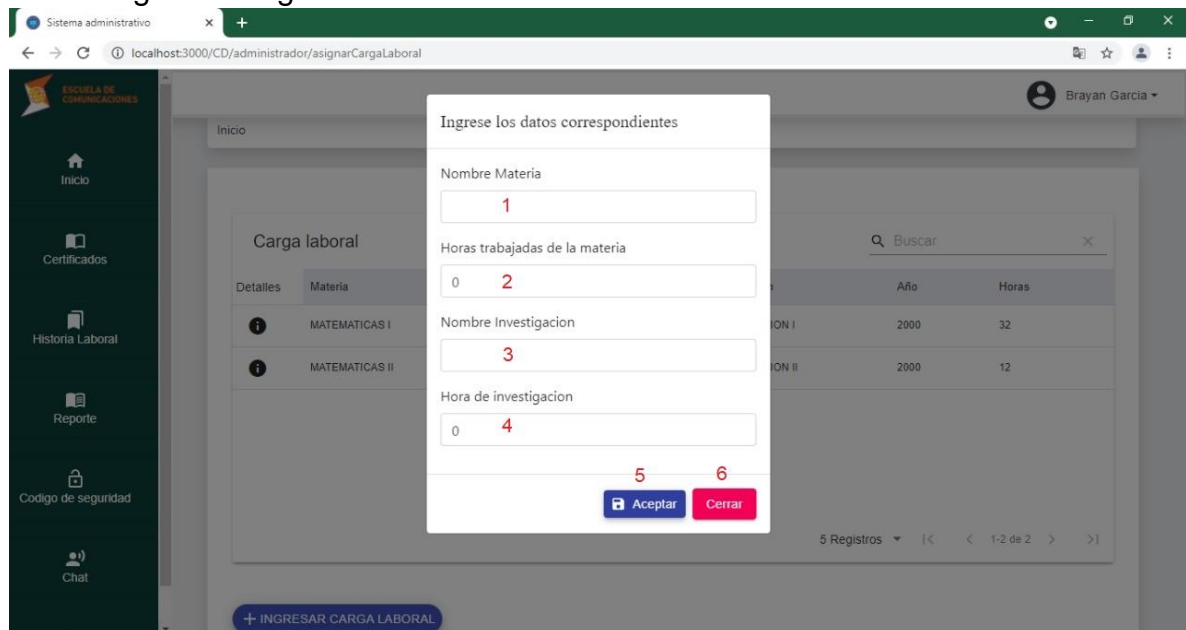 Sistema administrativo
localhost:3000/CD/administrador/asignarCargaLaboral
ESCUELA DE
COMUNICACIONES
Brayan Garcia
Inicio
Inicio
Certificados
Historia Laboral
Reporte
Codigo de seguridad
Chat
Carga laboral
Buscar
Detalles Materia Año Horas
MATEMATICAS I ION I 2000 32
MATEMATICAS II ION II 2000 12
5 Registros 1-2 de 2
+ INGRESAR CARGA LABORAL
Ingrese los datos correspondientes
Nombre Materia
1
Horas trabajadas de la materia
0 2
Nombre Investigacion
3
Hora de investigacion
0 4
5 6
Aceptar Cerrar